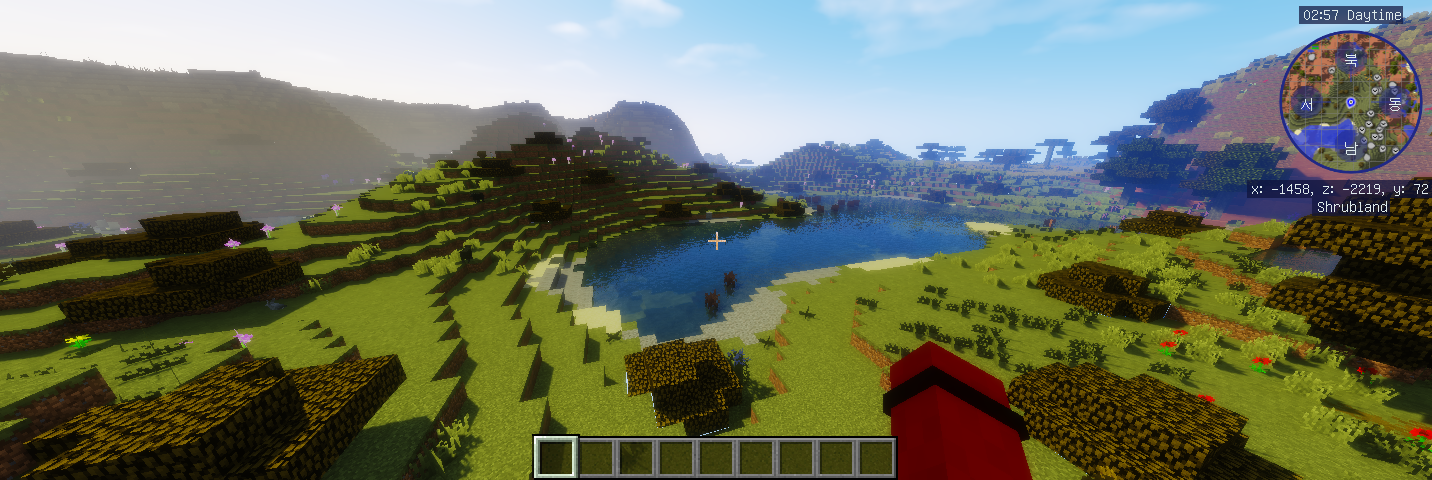 02:57 Daytime
북
서
동
남
x: -1458, z: -2219, y: 72
Shrubland